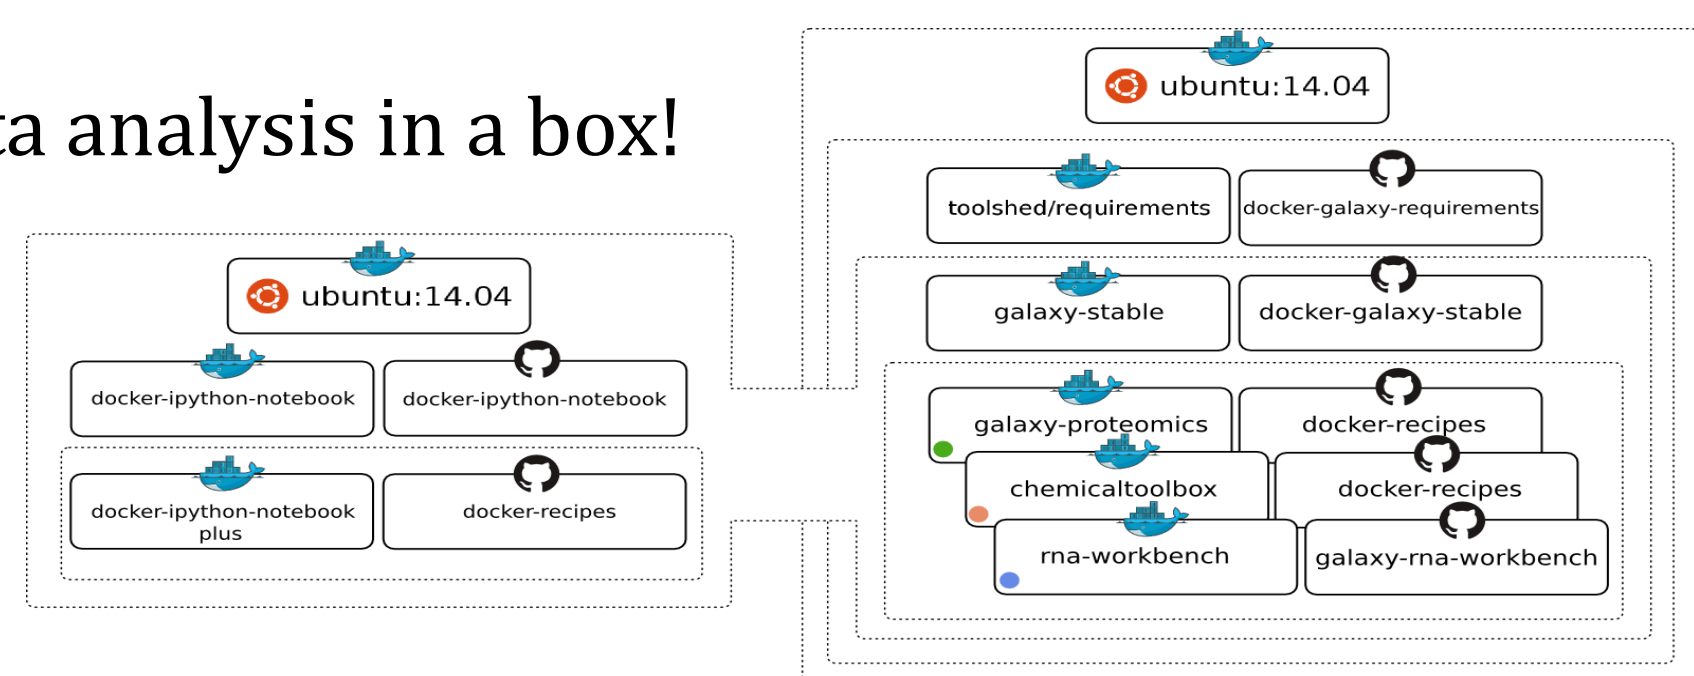 ta analysis in a box!
ubuntu:14.04
docker-ipython-notebook
docker-ipython-notebook
docker-ipython-notebook
plus
docker-recipes
ubuntu:14.04
toolshed/requirements
docker-galaxy-requirements
galaxy-stable
docker-galaxy-stable
galaxy-proteomics
docker-recipes
chemicaltoolbox
docker-recipes
rna-workbench
galaxy-rna-workbench